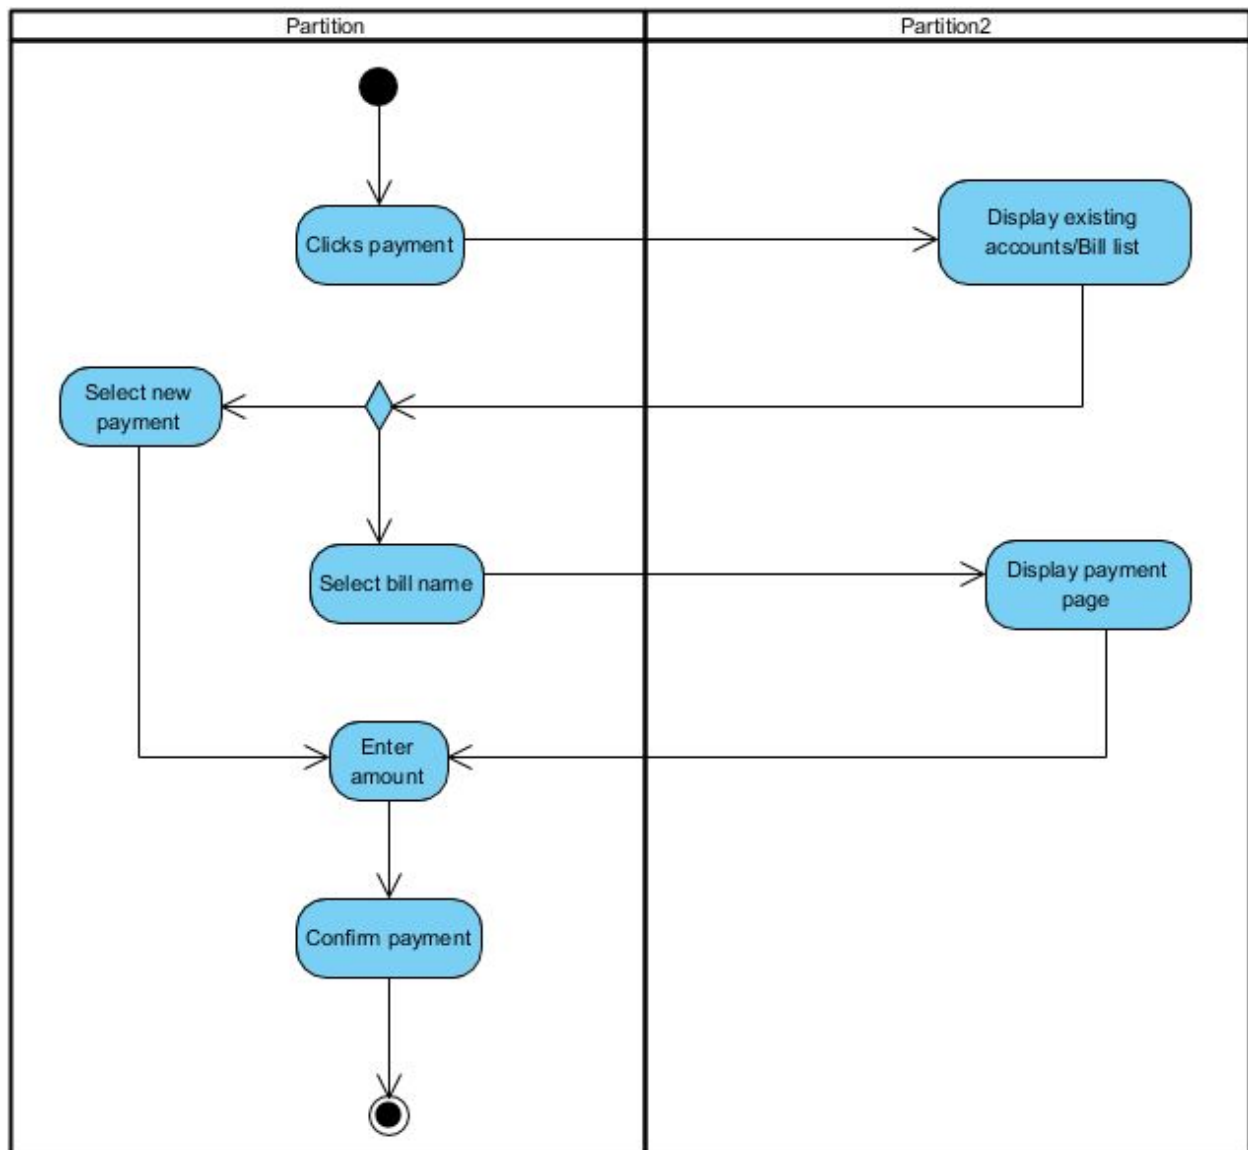 Partition
Partition2
Clicks payment
Display existing
accounts/Bill list
Select new
payment
Select bill name
Display payment
page
Enter
amount
Confirm payment